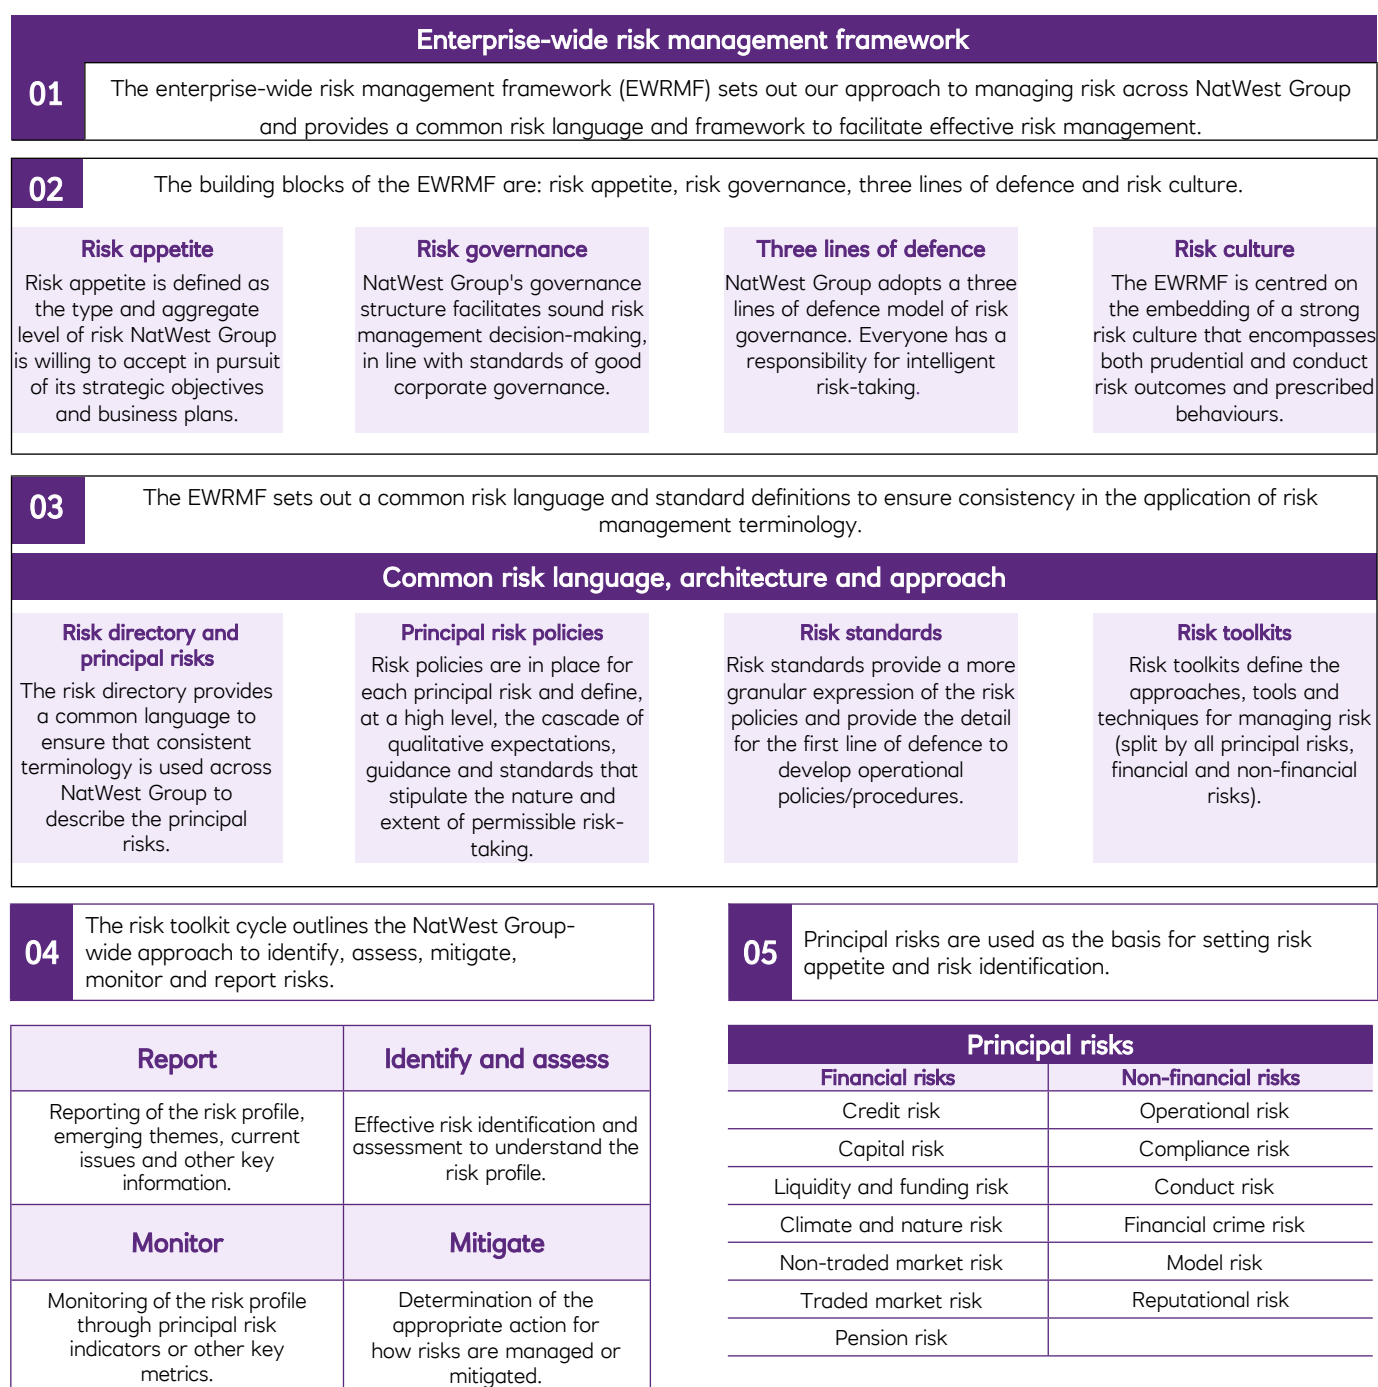 Enterprise-wide risk management framework
01
The enterprise-wide risk management framework (EWRMF) sets out our approach to managing risk across NatWest Group
and provides a common risk language and framework to facilitate effective risk management.
02
The building blocks of the EWRMF are: risk appetite, risk governance, three lines of defence and risk culture.
Risk appetite
Risk appetite is defined as
the type and aggregate
level of risk NatWest Group
is willing to accept in pursuit
of its strategic objectives
and business plans.
Risk governance
NatWest Group's governance
structure facilitates sound risk
management decision-making,
in line with standards of good
corporate governance.
Three lines of defence
NatWest Group adopts a three
lines of defence model of risk
governance. Everyone has a
responsibility for intelligent
risk-taking.
Risk culture
The EWRMF is centred on
the embedding of a strong
risk culture that encompasses
both prudential and conduct
risk outcomes and prescribed
behaviours.
03
The EWRMF sets out a common risk language and standard definitions to ensure consistency in the application of risk
management terminology.
Common risk language, architecture and approach
Risk directory and
principal risks
The risk directory provides
a common language to
ensure that consistent
terminology is used across
NatWest Group to
describe the principal
risks.
Principal risk policies
Risk policies are in place for
each principal risk and define,
at a high level, the cascade of
qualitative expectations,
guidance and standards that
stipulate the nature and
extent of permissible risk-
taking.
Risk standards
Risk standards provide a more
granular expression of the risk
policies and provide the detail
for the first line of defence to
develop operational
policies/procedures.
Risk toolkits
Risk toolkits define the
approaches, tools and
techniques for managing risk
(split by all principal risks,
financial and non-financial
risks).
04
The risk toolkit cycle outlines the NatWest Group-
wide approach to identify, assess, mitigate,
monitor and report risks.
Report
Identify and assess
Reporting of the risk profile,
emerging themes, current
issues and other key
information.
Effective risk identification and
assessment to understand the
risk profile.
Monitor
Mitigate
Monitoring of the risk profile
through principal risk
indicators or other key
metrics.
Determination of the
appropriate action for
how risks are managed or
mitigated.
05
Principal risks are used as the basis for setting risk
appetite and risk identification.
Principal risks
Financial risks
Non-financial risks
Credit risk
Operational risk
Capital risk
Compliance risk
Liquidity and funding risk
Conduct risk
Climate and nature risk
Financial crime risk
Non-traded market risk
Model risk
Traded market risk
Reputational risk
Pension risk